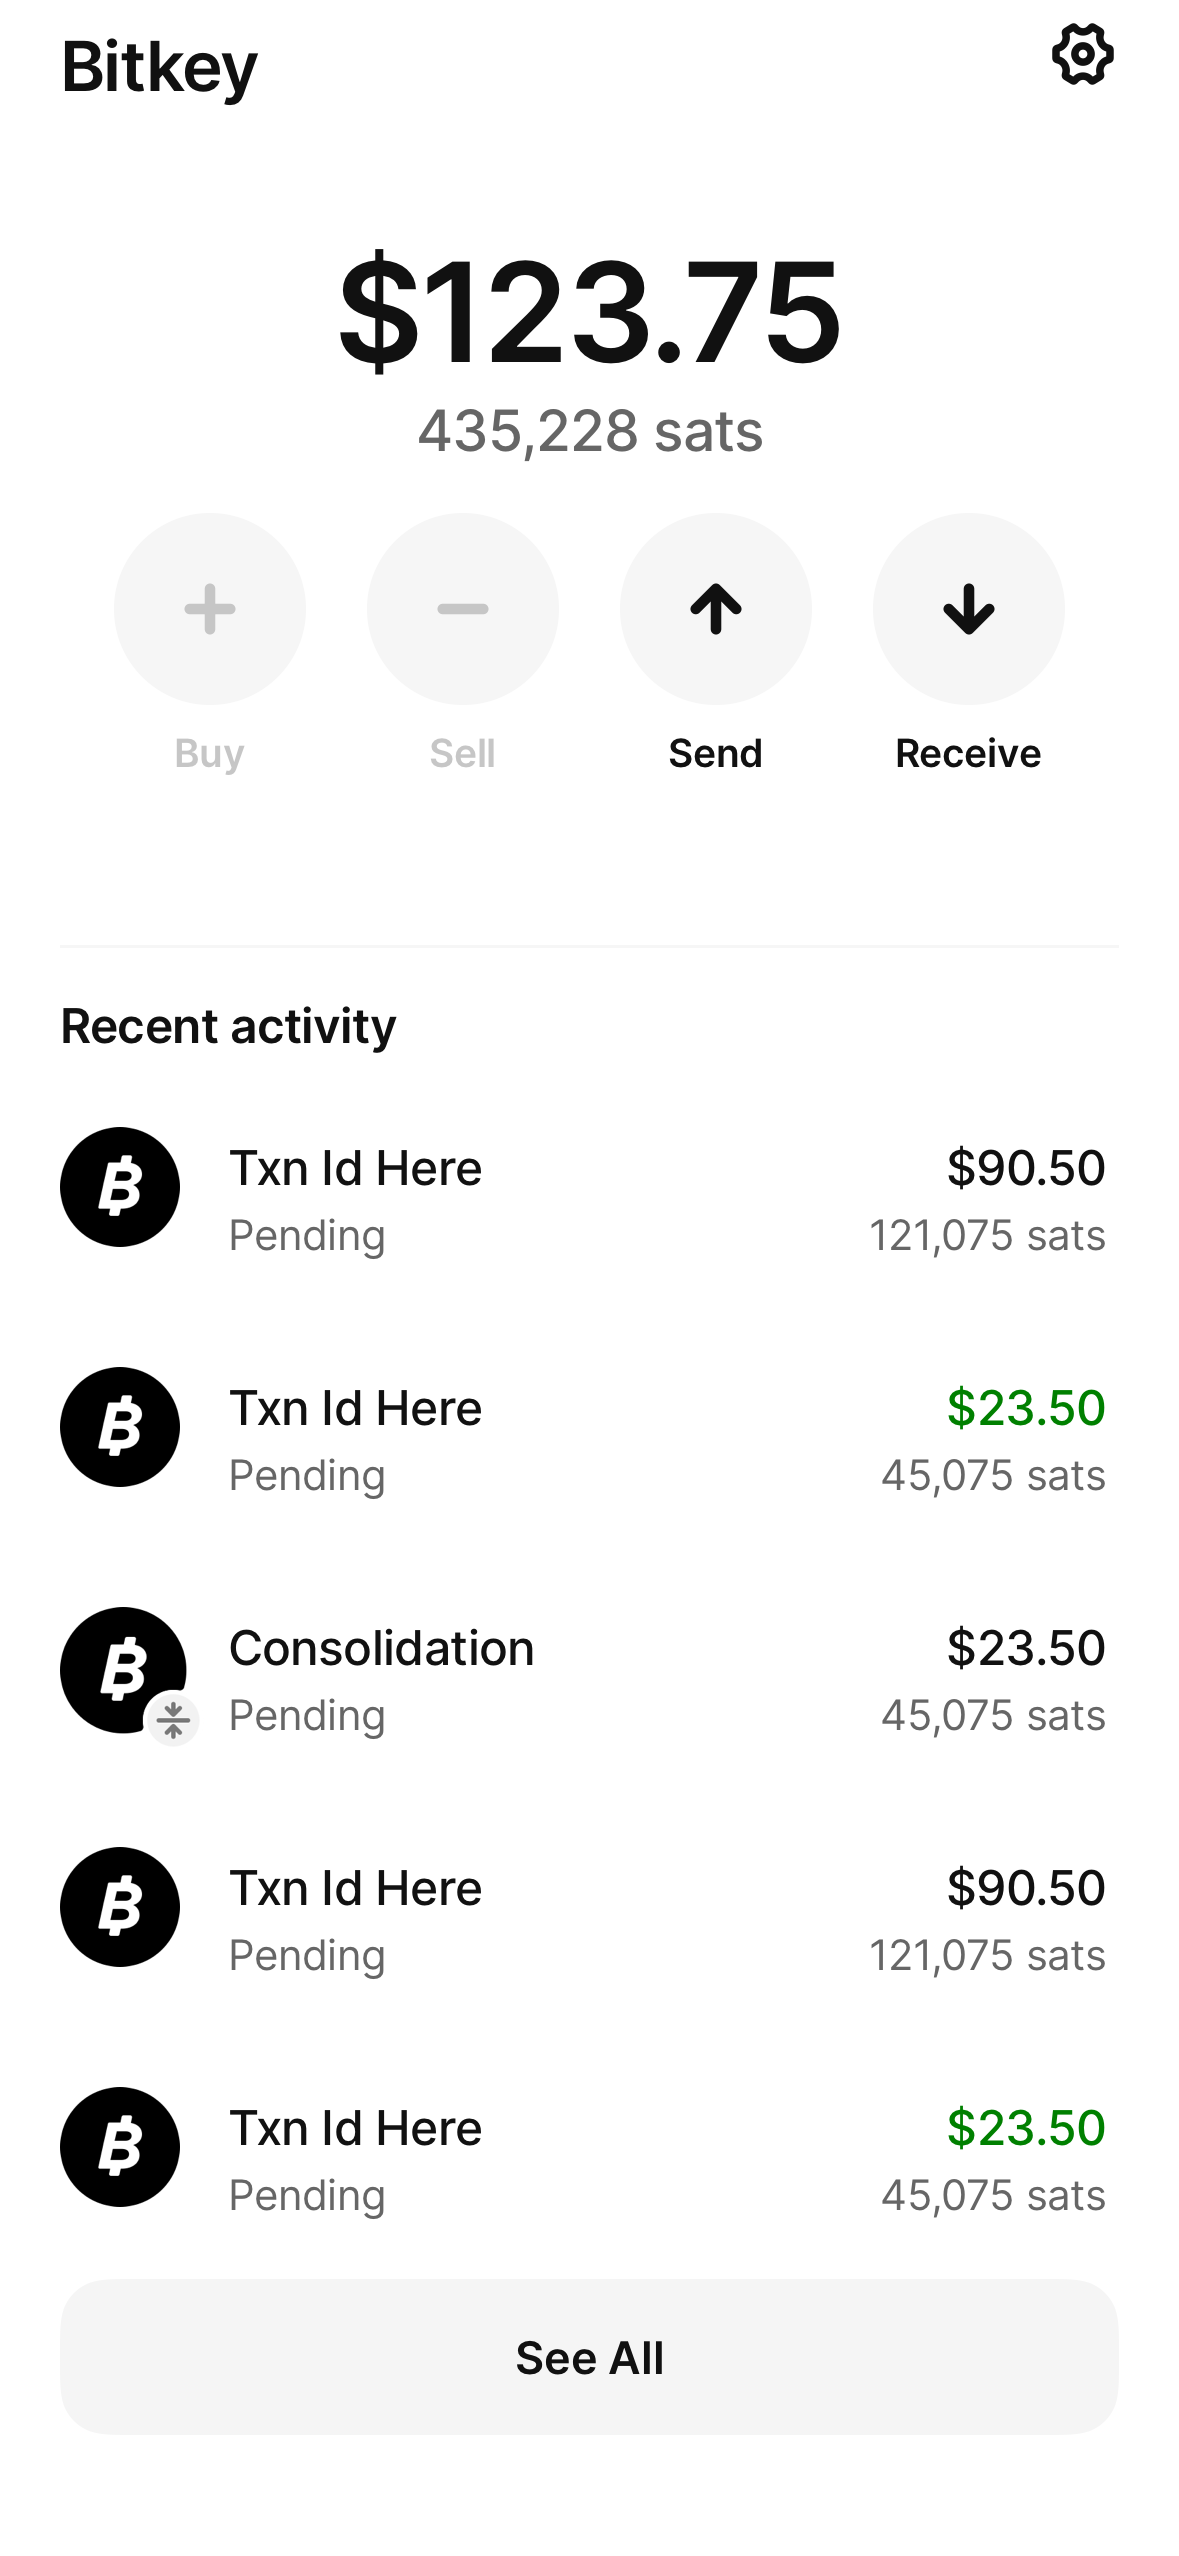 Bitkey
$123.75
435,228 sats
Buy Sell Send Receive
Recent activity
Txn Id Here $90.50
Pending 121,075 sats
Txn Id Here $23.50
Pending 45,075 sats
Consolidation $23.50
Pending 45,075 sats
Txn Id Here $90.50
Pending 121,075 sats
Txn Id Here $23.50
Pending 45,075 sats
See All